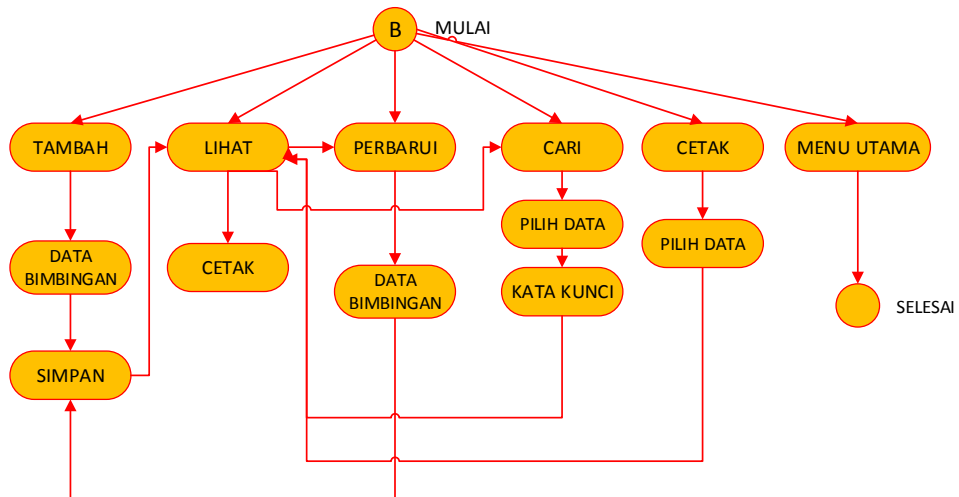 B
MULAI
TAMBAH
LIHAT
PERBARUI
CARI
CETAK
MENU UTAMA
DATA
BIMBINGAN
CETAK
DATA
BIMBINGAN
PILIH DATA
KATA KUNCI
PILIH DATA
SELESAI
SIMPAN